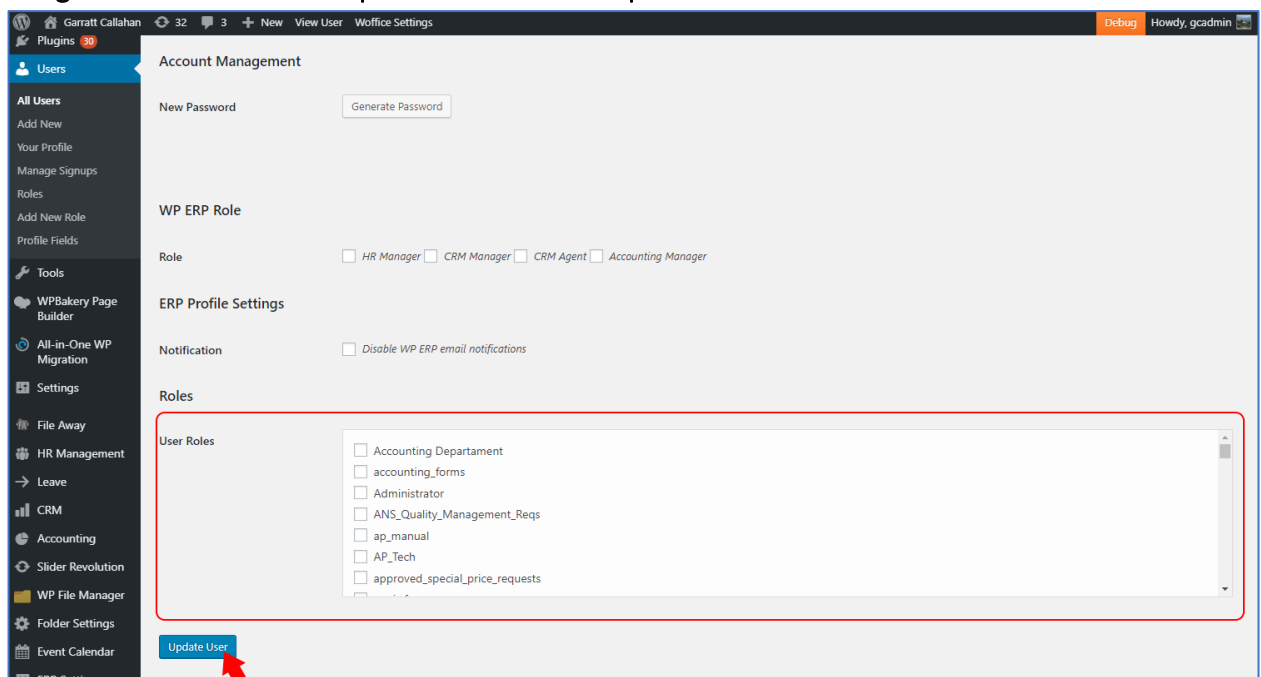 Garratt Callahan 32 3 + New View User Woffice Settings Debug Howdy, gcadmin
Plugins 30
Users
All Users
Add New
Your Profile
Manage Signups
Roles
Add New Role
Profile Fields
Tools
WPBakery Page
Builder
All-in-One WP
Migration
Settings
File Away
HR Management
Leave
CRM
Accounting
Slider Revolution
WP File Manager
Folder Settings
Event Calendar
Account Management
New Password Generate Password
WP ERP Role
Role HR Manager CRM Manager CRM Agent Accounting Manager
ERP Profile Settings
Notification Disable WP ERP email notifications
Roles
User Roles
Accounting Departament
accounting_forms
Administrator
ANS_Quality_Management_Reqs
ap_manual
AP_Tech
approved_special_price_requests
Update User